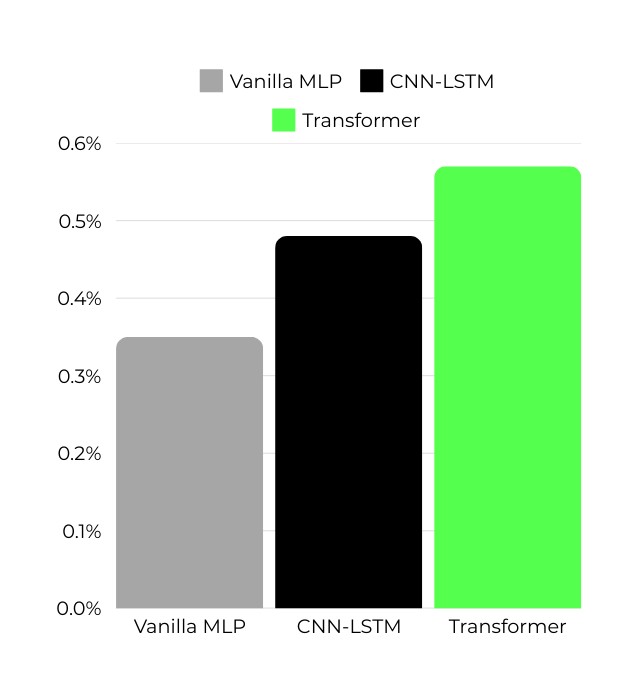 Vanilla MLP CNN-LSTM
Transformer
0.6%
0.5%
0.4%
0.3%
0.2%
0.1%
0.0%
Vanilla MLP CNN-LSTM Transformer